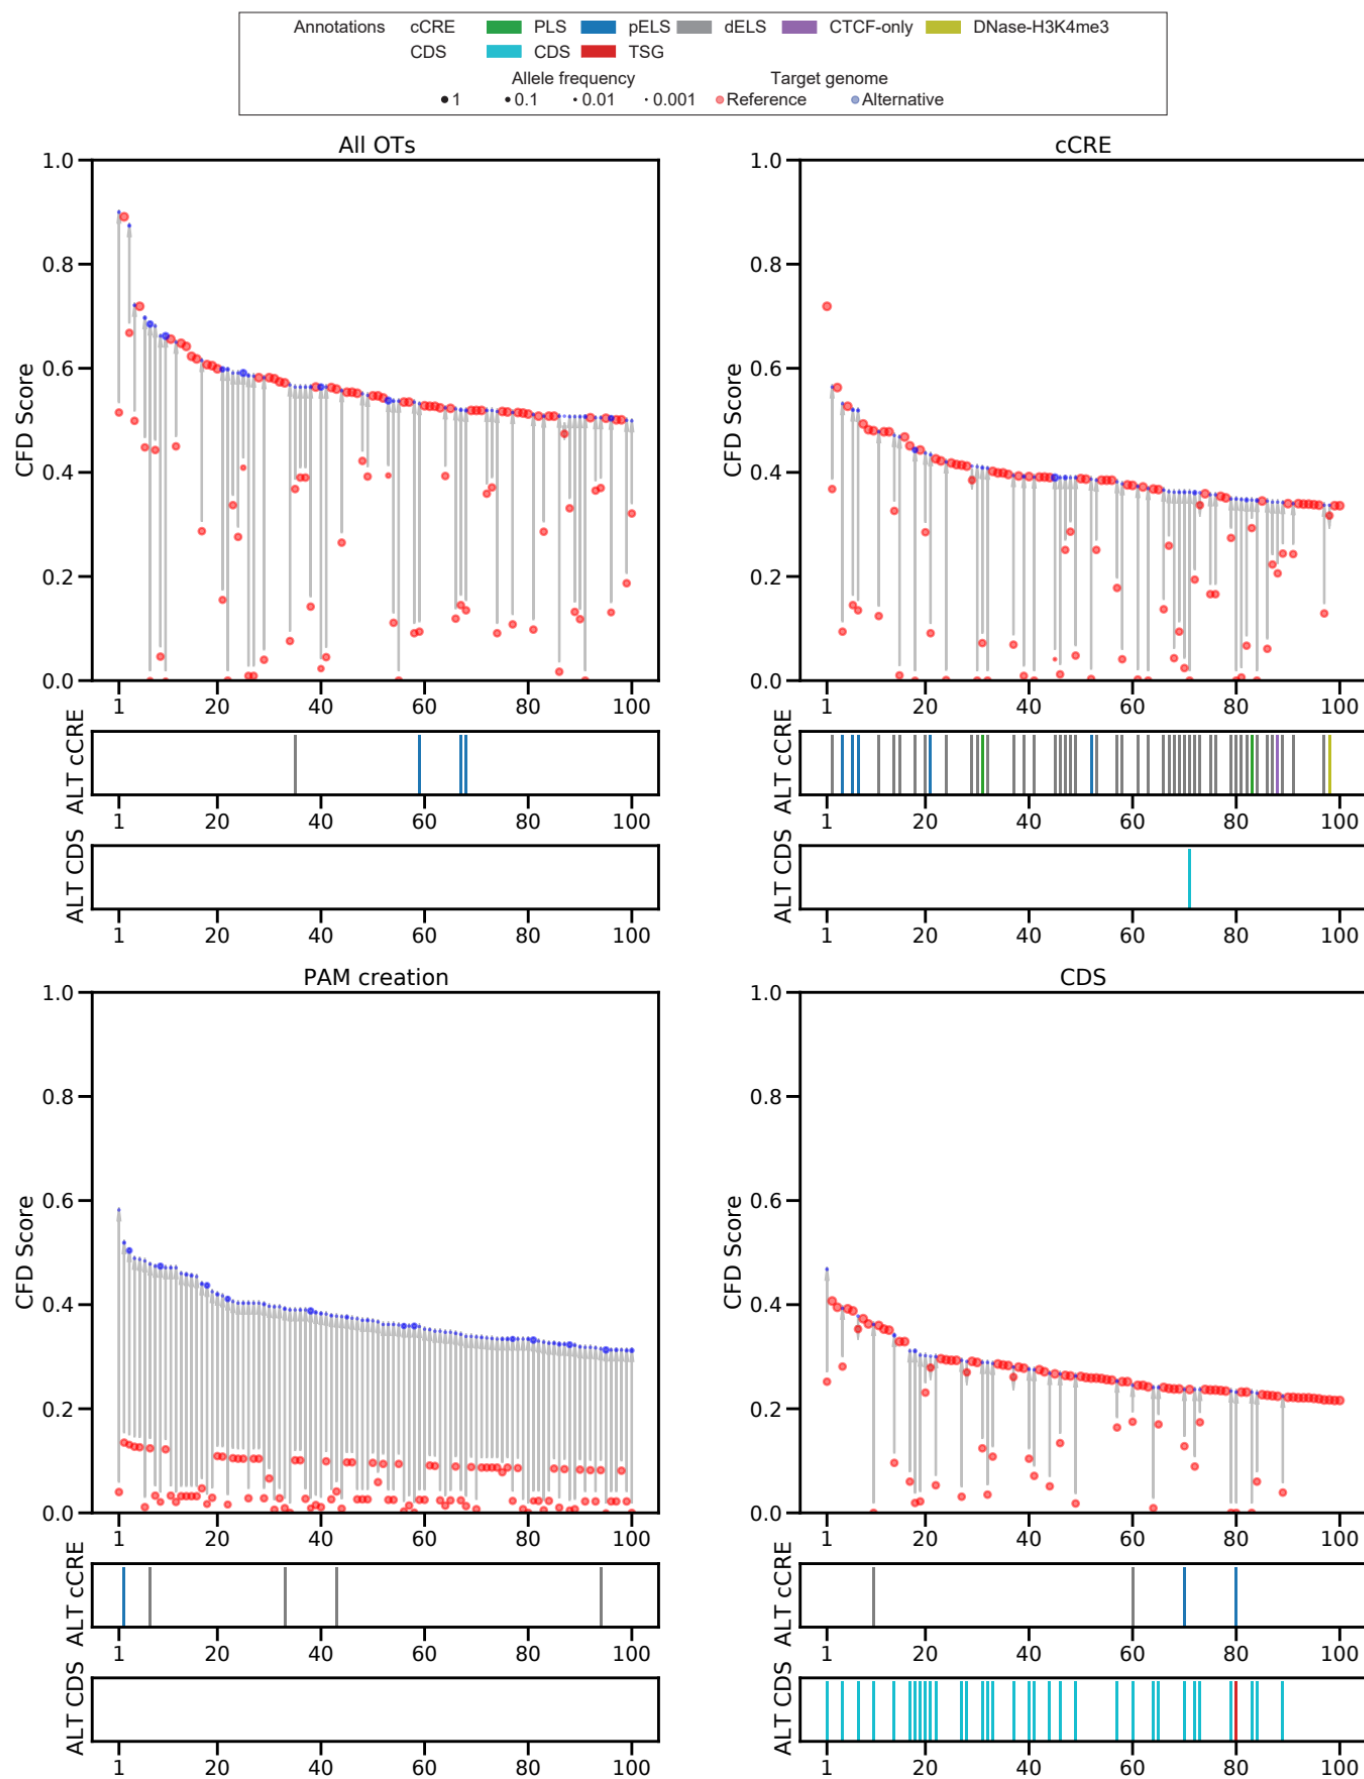 Annotations cCRE PLS pELS dELS CTCF-only DNase-H3K4me3
CDS CDS TSG
Allele frequency Target genome
1 0.1 0.01 0.001 Reference Alternative
All OTs
CFD Score
1.0
0.8
0.6
0.4
0.2
0.0
1 20 40 60 80 100
ALT cCRE
1 20 40 60 80 100
ALT CDS
1 20 40 60 80 100
cCRE
CFD Score
1.0
0.8
0.6
0.4
0.2
0.0
1 20 40 60 80 100
ALT cCRE
1 20 40 60 80 100
ALT CDS
1 20 40 60 80 100
PAM creation
CFD Score
1.0
0.8
0.6
0.4
0.2
0.0
1 20 40 60 80 100
ALT cCRE
1 20 40 60 80 100
ALT CDS
1 20 40 60 80 100
CDS
CFD Score
1.0
0.8
0.6
0.4
0.2
0.0
1 20 40 60 80 100
ALT cCRE
1 20 40 60 80 100
ALT CDS
1 20 40 60 80 100